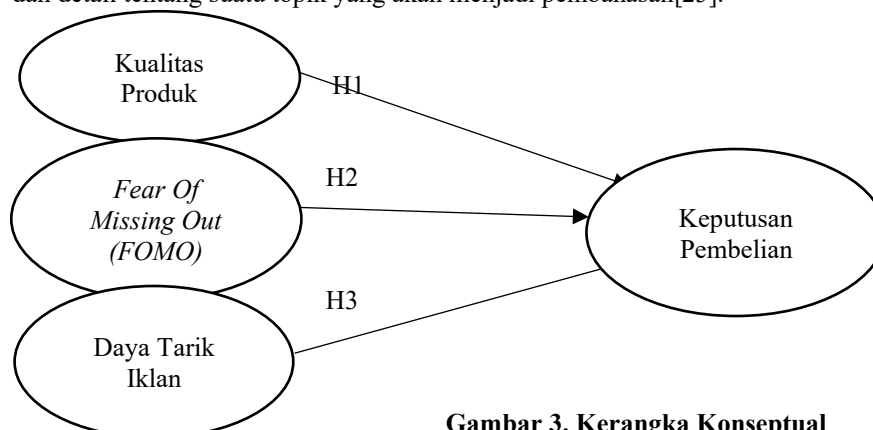 dan detail tentang suatu topik yang akan menjadi pembahasan[25].
Kualitas
Produk
H1
Fear Of
Missing Out
(FOMO)
H2
Keputusan
Pembelian
H3
Daya Tarik
Iklan
Gambar 3. Kerangka Konseptual